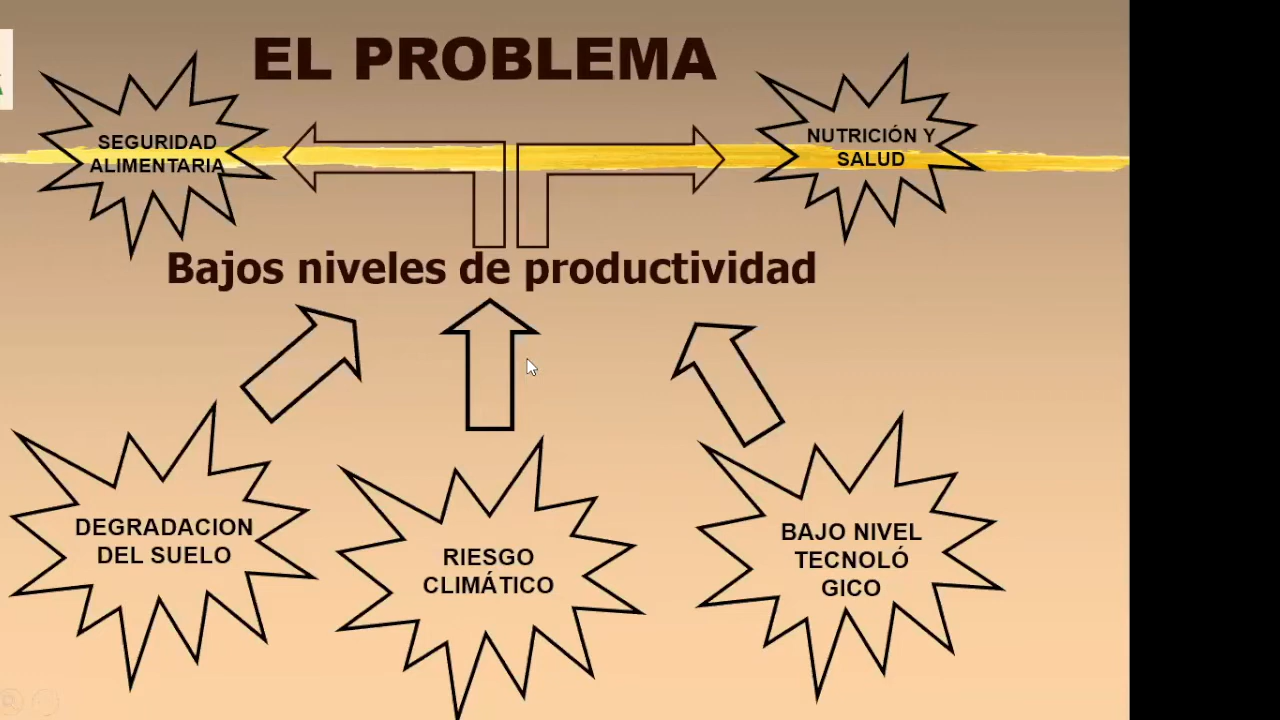 EL PROBLEMA
SEGURIDAD
ALIMENTARIA
NUTRICIÓN Y
SALUD
Bajos niveles de productividad
DEGRADACION
DEL SUELO
RIESGO
CLIMÁTICO
BAJO NIVEL
TECNOLÓ
GICO